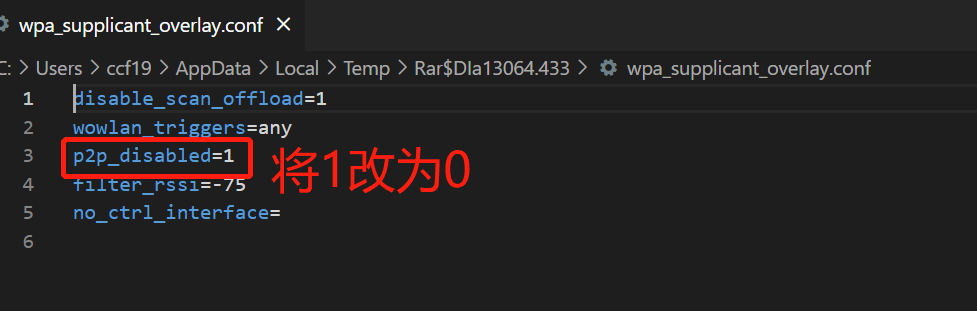 wpa_supplicant_overlay.conf ×
C: > Users > ccf19 > AppData > Local > Temp > Rar$DIa13064.433 > wpa_supplicant_overlay.conf
1 disable_scan_offload=1
2 wowlan_triggers=any
3 p2p_disabled=1
将1改为0
4 filter_rssi=-75
5 no_ctrl_interface=
6